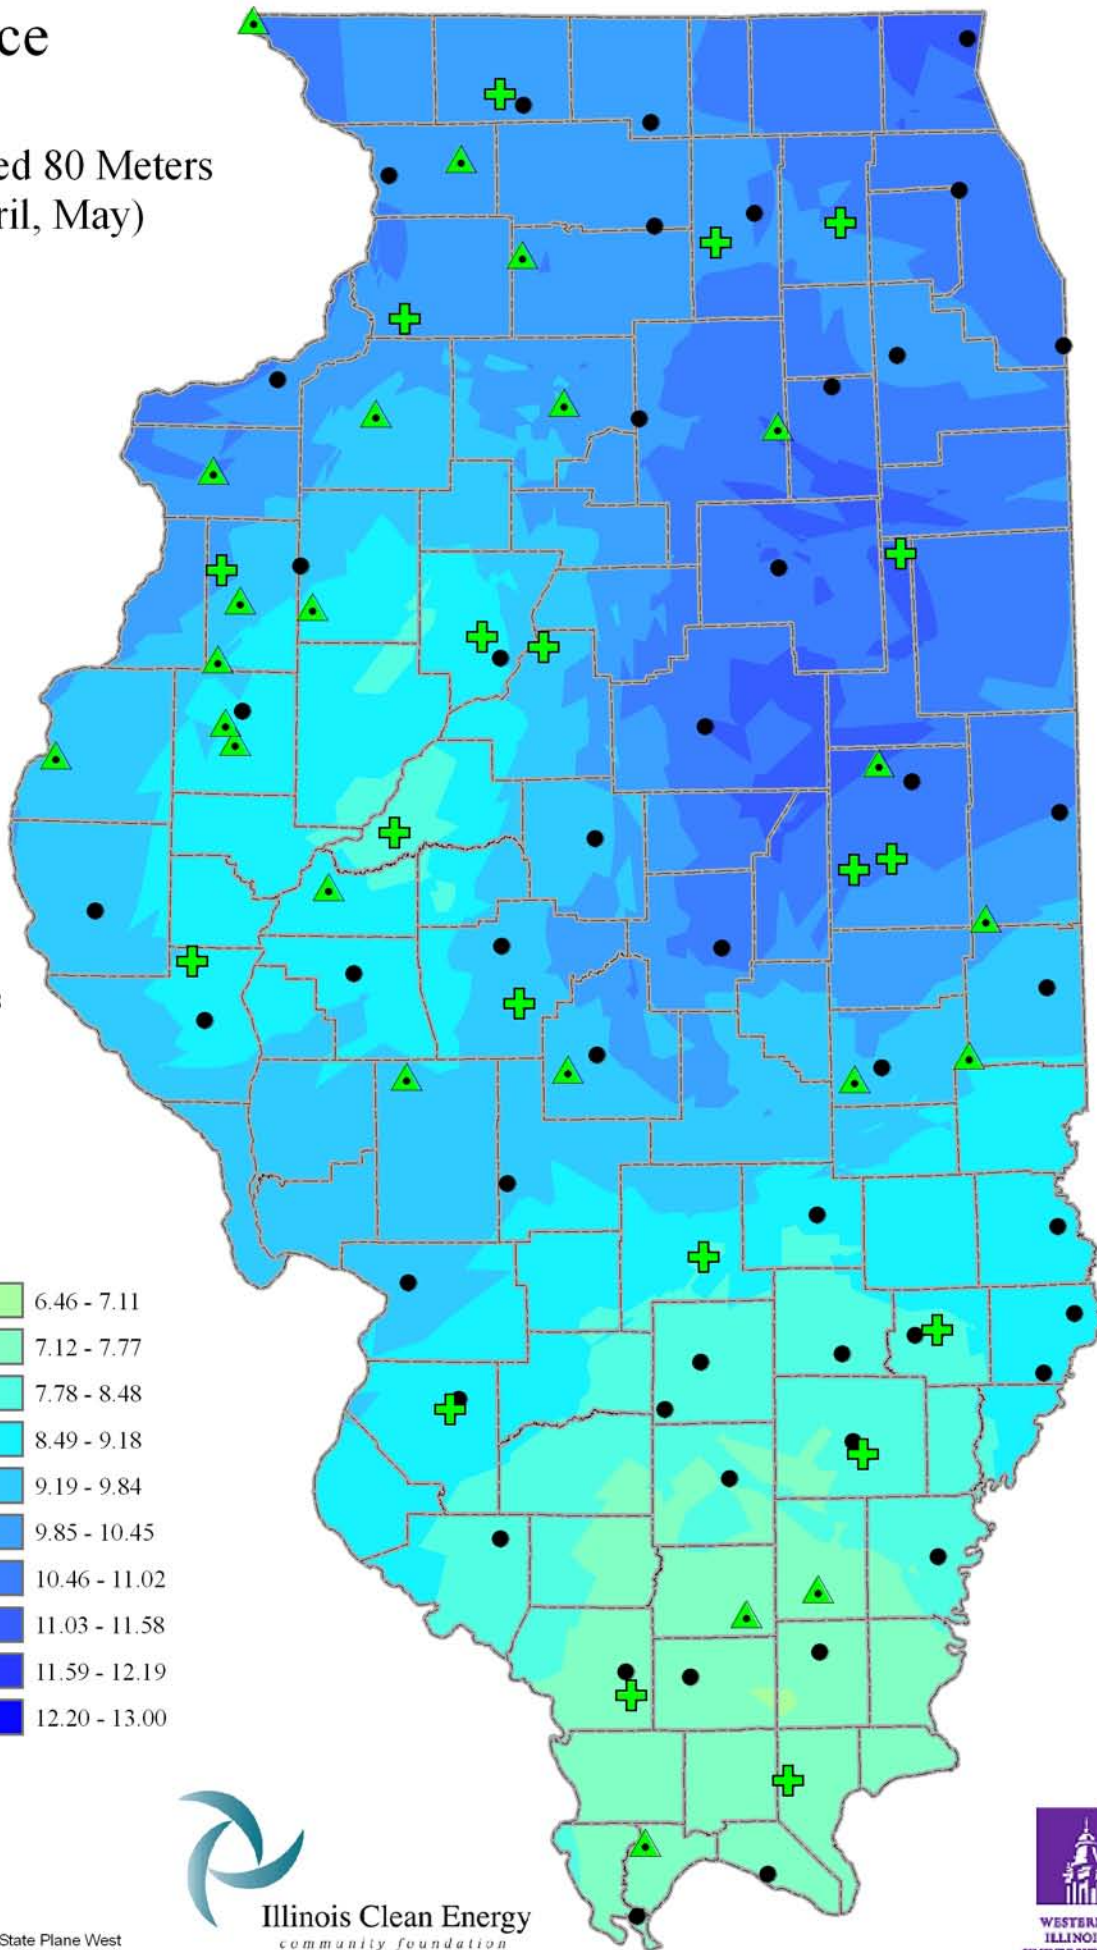 ce
ed 80 Meters
ril, May)
6.46 - 7.11
7.12 - 7.77
7.78 - 8.48
8.49 - 9.18
9.19 - 9.84
9.85 - 10.45
10.46 - 11.02
11.03 - 11.58
11.59 - 12.19
12.20 - 13.00
Illinois Clean Energy
community foundation
State Plane West
WESTER
ILLINOI